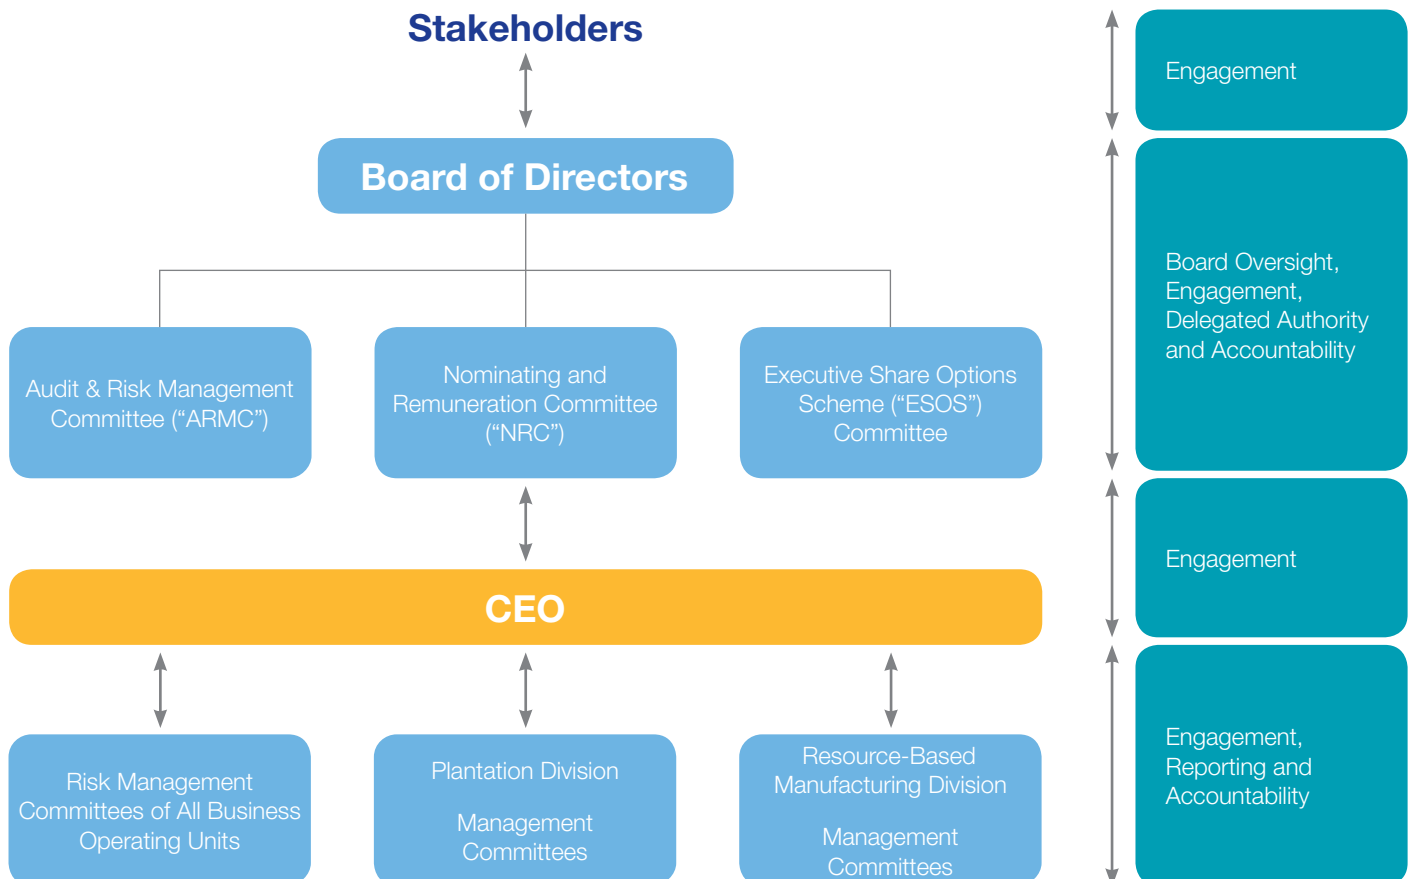 Stakeholders
Engagement
Board of Directors
Board Oversight,
Engagement,
Delegated Authority
and Accountability
Audit & Risk Management
Committee (“ARMC”)
Nominating and
Remuneration Committee
(“NRC”)
Executive Share Options
Scheme (“ESOS”)
Committee
Engagement
CEO
Risk Management
Committees of All Business
Operating Units
Plantation Division
Management
Committees
Resource-Based
Manufacturing Division
Management
Committees
Engagement,
Reporting and
Accountability